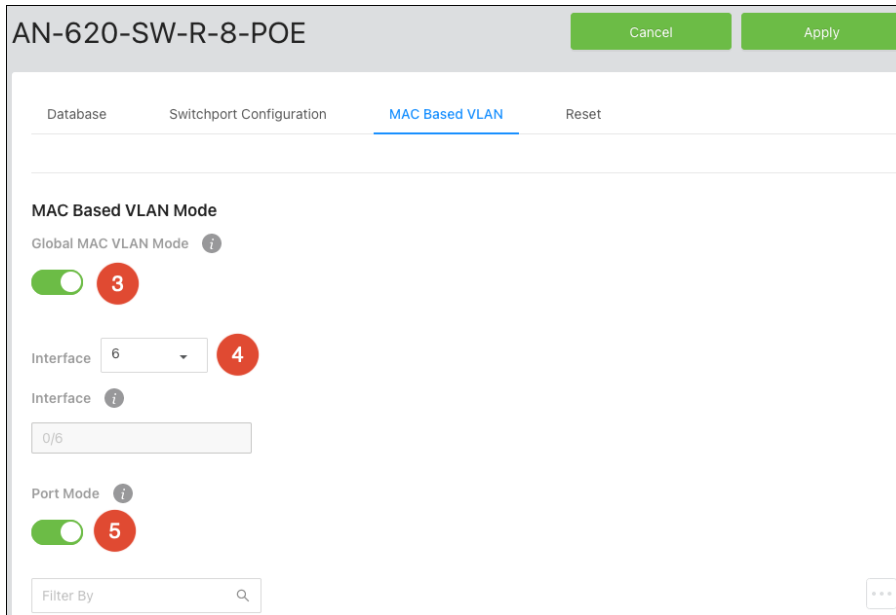 AN-620-SW-R-8-POE
Cancel
Apply
Database
Switchport Configuration
MAC Based VLAN
Reset
MAC Based VLAN Mode
Global MAC VLAN Mode i
3
Interface 6 4
Interface i
0/6
Port Mode i
5
Filter By